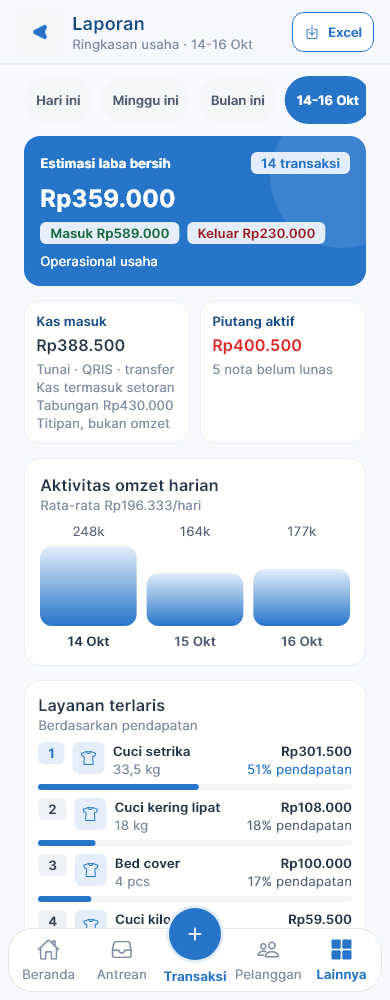 Laporan
Ringkasan usaha · 14-16 Okt
Excel
Hari ini
Minggu ini
Bulan ini
14-16 Okt
Estimasi laba bersih
14 transaksi
Rp359.000
Masuk Rp589.000
Keluar Rp230.000
Operasional usaha
Kas masuk
Rp388.500
Tunai · QRIS · transfer
Kas termasuk setoran
Tabungan Rp430.000
Titipan, bukan omzet
Piutang aktif
Rp400.500
5 nota belum lunas
Aktivitas omzet harian
Rata-rata Rp196.333/hari
248k
164k
177k
14 Okt
15 Okt
16 Okt
Layanan terlaris
Berdasarkan pendapatan
1
Cuci setrika
Rp301.500
33,5 kg
51% pendapatan
2
Cuci kering lipat
Rp108.000
18 kg
18% pendapatan
3
Bed cover
Rp100.000
4 pcs
17% pendapatan
4
Cuci
Rp59.500
Beranda
Antrean
Transaksi
Pelanggan
Lainnya